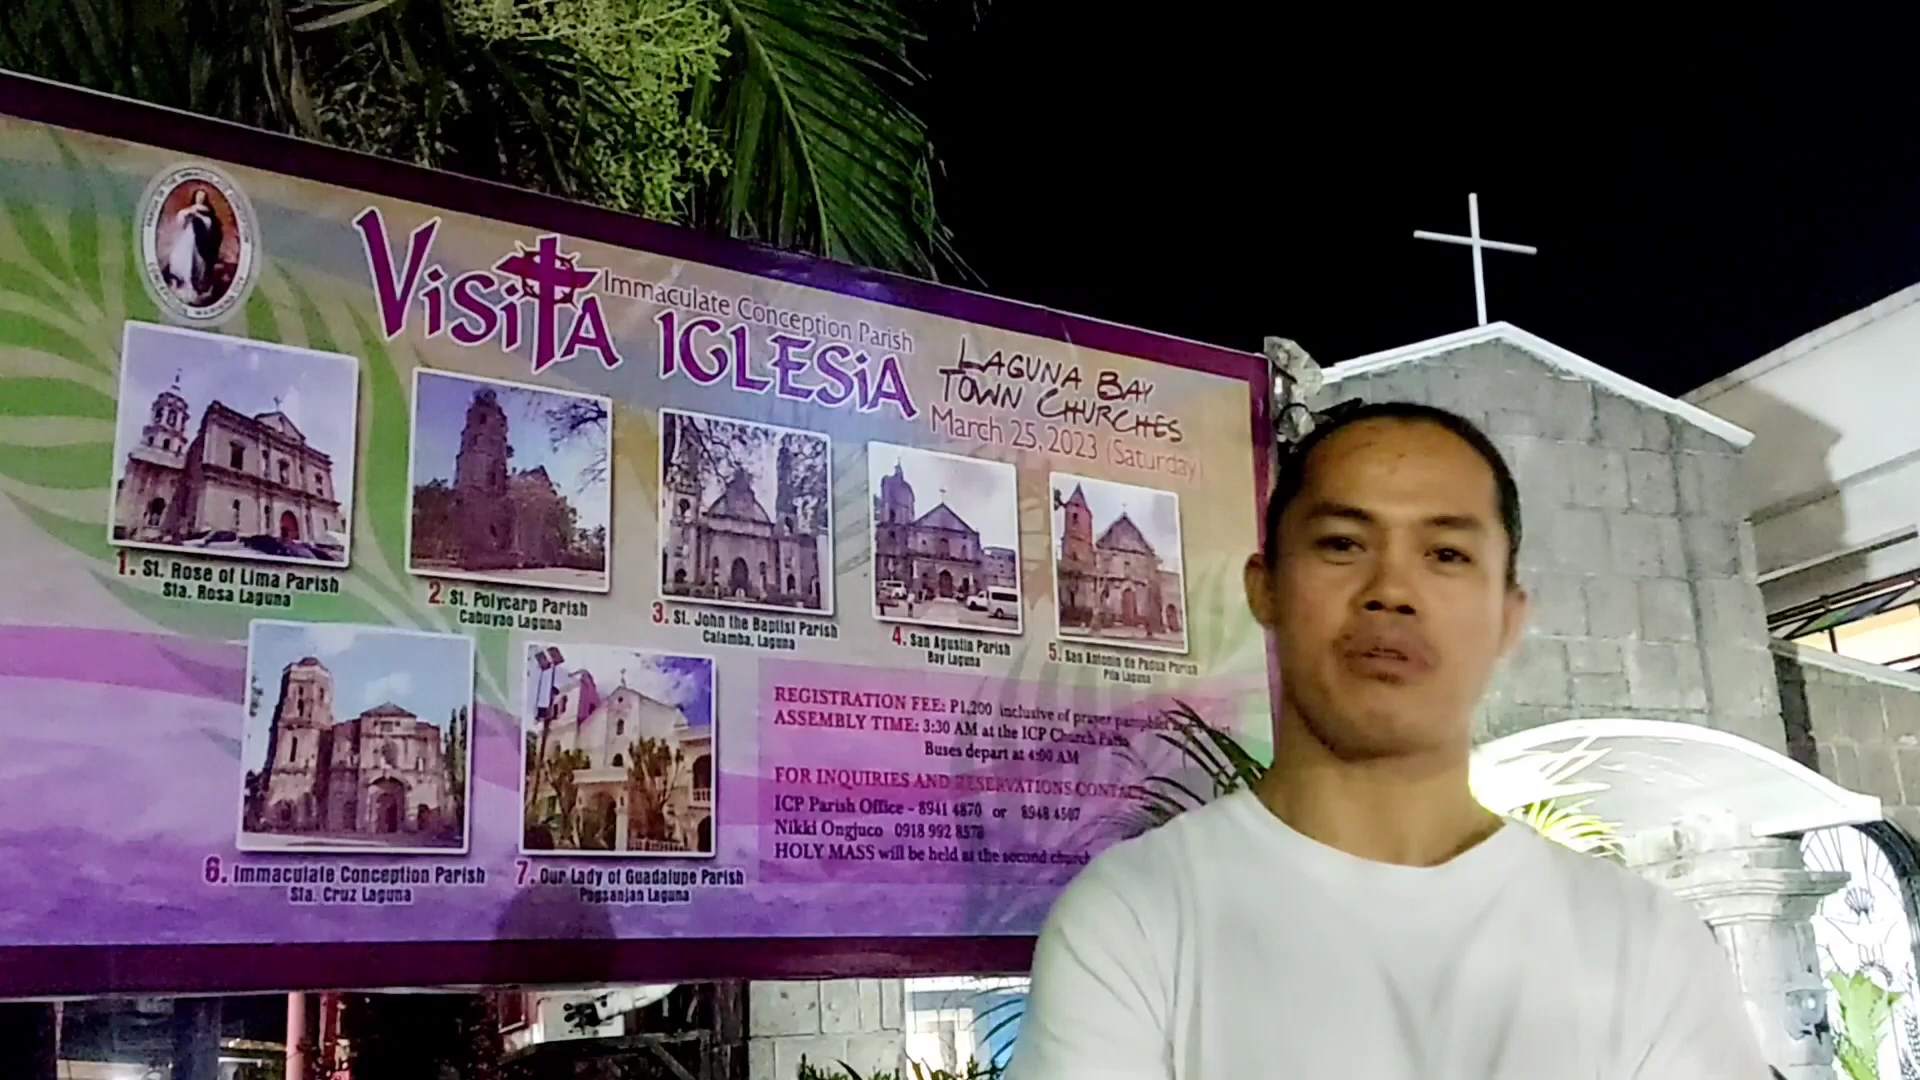 Immaculate Conception Parish
VISITA IGLESIA
LAGUNA BAY
TOWN CHURCHES
March 25, 2023 (Saturday)
1. St. Rose of Lima Parish
Sta. Rosa Laguna
2. St. Polycarp Parish
Cabuyao Laguna
3. St. John the Baptist Parish
Calamba, Laguna
4. San Agustin Parish
Bay Laguna
5. San Antonio de Padua Parish
Pila Laguna
6. Immaculate Conception Parish
Sta. Cruz Laguna
7. Our Lady of Guadalupe Parish
Pagsanjan Laguna
REGISTRATION FEE: P1,200 inclusive of prayer pamphlet
ASSEMBLY TIME: 3:30 AM at the ICP Church Patio
Buses depart at 4:00 AM
FOR INQUIRIES AND RESERVATIONS CONTACT
ICP Parish Office - 8941 4870 or 8948 4507
Nikki Ongjuco 0918 992 8578
HOLY MASS will be held at the second church